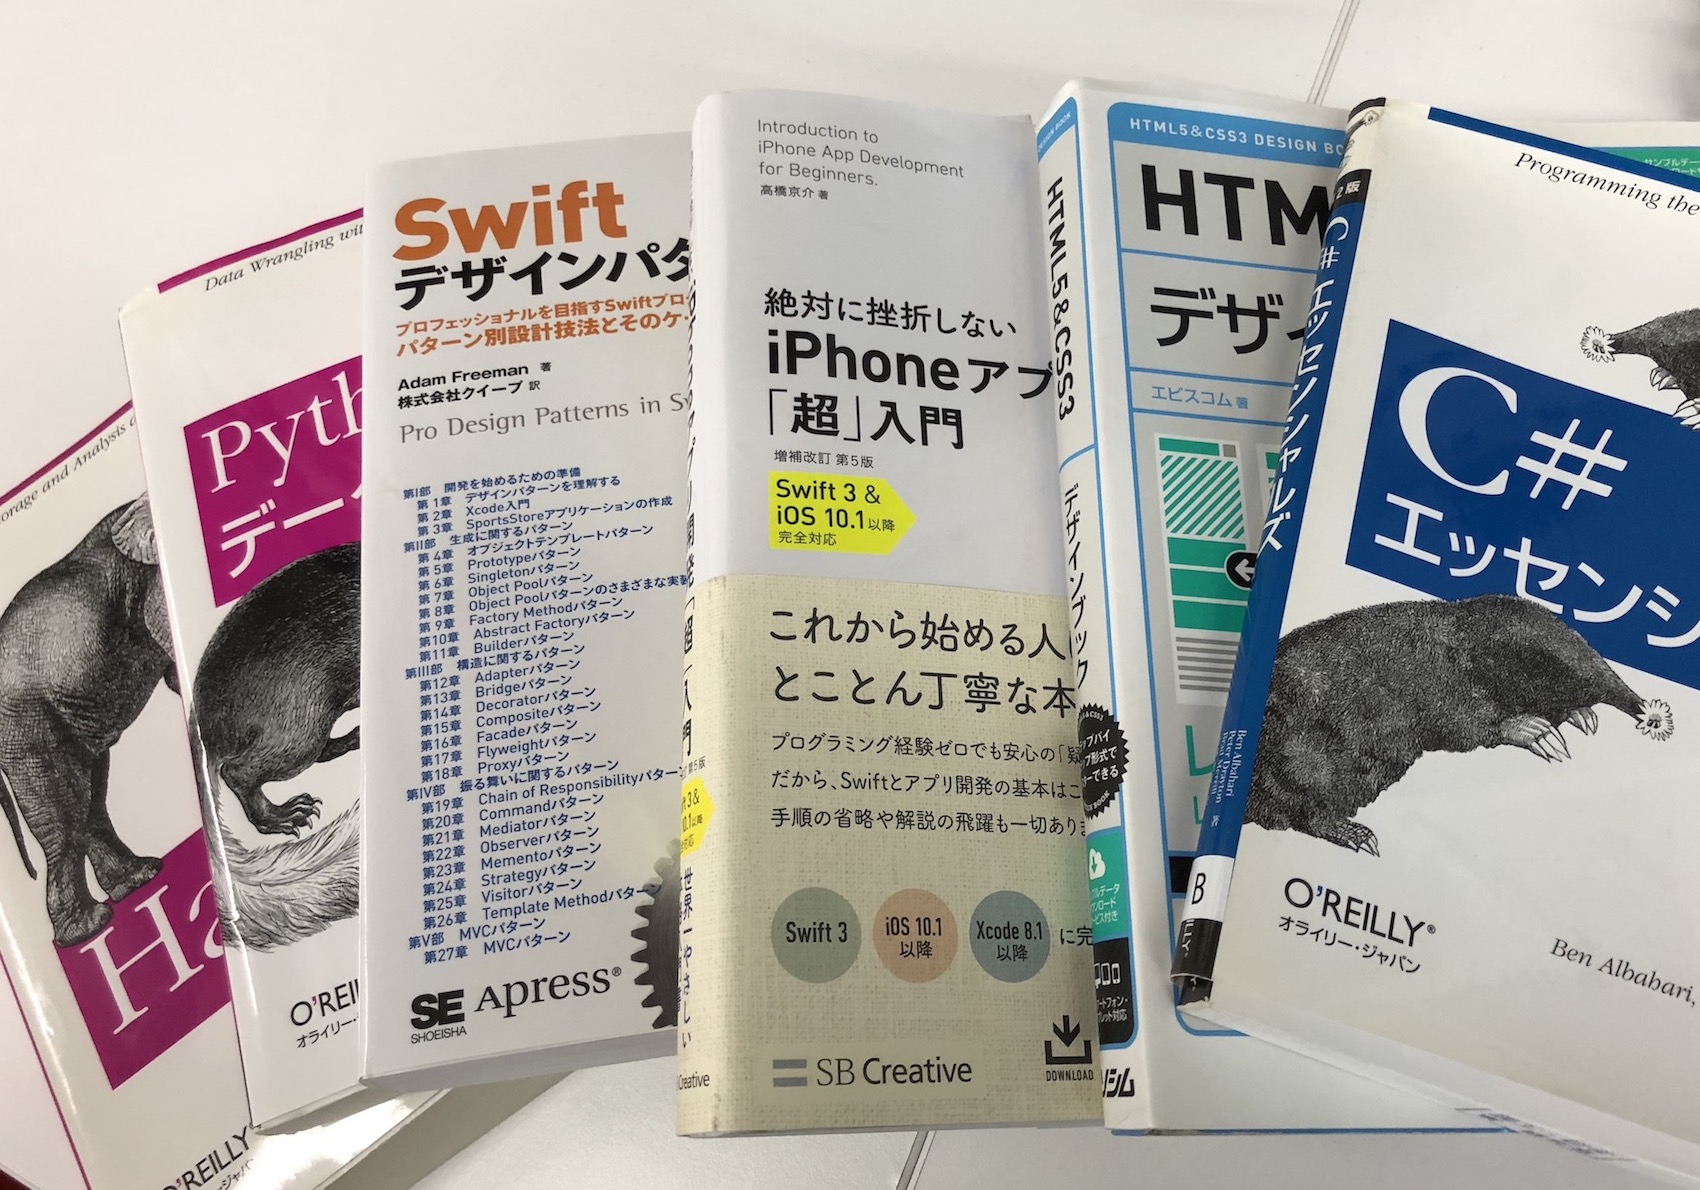 orage and Analysis
Ha
O'REILLY
Data Wrangling with
Pyth
データ
O'REI
オライリー・
Swift
デザインパタ
プロフェッショナルを目指すSwiftプロ
パターン別設計技法とそのケー
Adam Freeman 著
株式会社クイープ 訳
Pro Design Patterns in Sw
第I部 開発を始めるための準備
第 1章 デザインパターンを理解する
第 2章 Xcode入門
第 3章 SportsStoreアプリケーションの作成
第II部 生成に関するパターン
第 4章 オブジェクトテンプレートパターン
第 5章 Prototypeパターン
第 6章 Singletonパターン
第 7章 Object Poolパターン
第 8章 Object Poolパターンのさまざまな実装
第 9章 Factory Methodパターン
第10章 Abstract Factoryパターン
第11章 Builderパターン
第III部 構造に関するパターン
第12章 Adapterパターン
第13章 Bridgeパターン
第14章 Decoratorパターン
第15章 Compositeパターン
第16章 Facadeパターン
第17章 Flyweightパターン
第18章 Proxyパターン
第IV部 振る舞いに関するパターン
第19章 Chain of Responsibilityパター
第20章 Commandパターン
第21章 Mediatorパターン
第22章 Observerパターン
第23章 Mementoパターン
第24章 Strategyパターン
第25章 Visitorパターン
第26章 Template Methodパター
第V部 MVCパターン
第27章 MVCパターン
SE
SHOEISHA
Apress®
Introduction to
iPhone App Development
for Beginners.
高橋京介 著
絶対に挫折しない
iPhoneアプ
「超」入門
増補改訂 第5版
Swift 3 &
iOS 10.1以降
完全対応
これから始める人
とことん丁寧な本
プログラミング経験ゼロでも安心の「
だから、Swiftとアプリ開発の基本はこ
手順の省略や解説の飛躍も一切ありま
Swift 3
iOS 10.1
以降
Xcode 8.1
以降
に完
SB Creative
DOWNLOAD
Creative
HTML5&CSS3
デザインブック
HTML5&CSS3 DESIGN BO
HTM
デザイ
エビスコム 著
C# エッセンシャルズ
Ben Albahari
Peter Drayton
Brad Merrill
著
B
Programming the
C#
エッセンシ
O'REILLY®
オライリー・ジャパン
Ben Albahari,